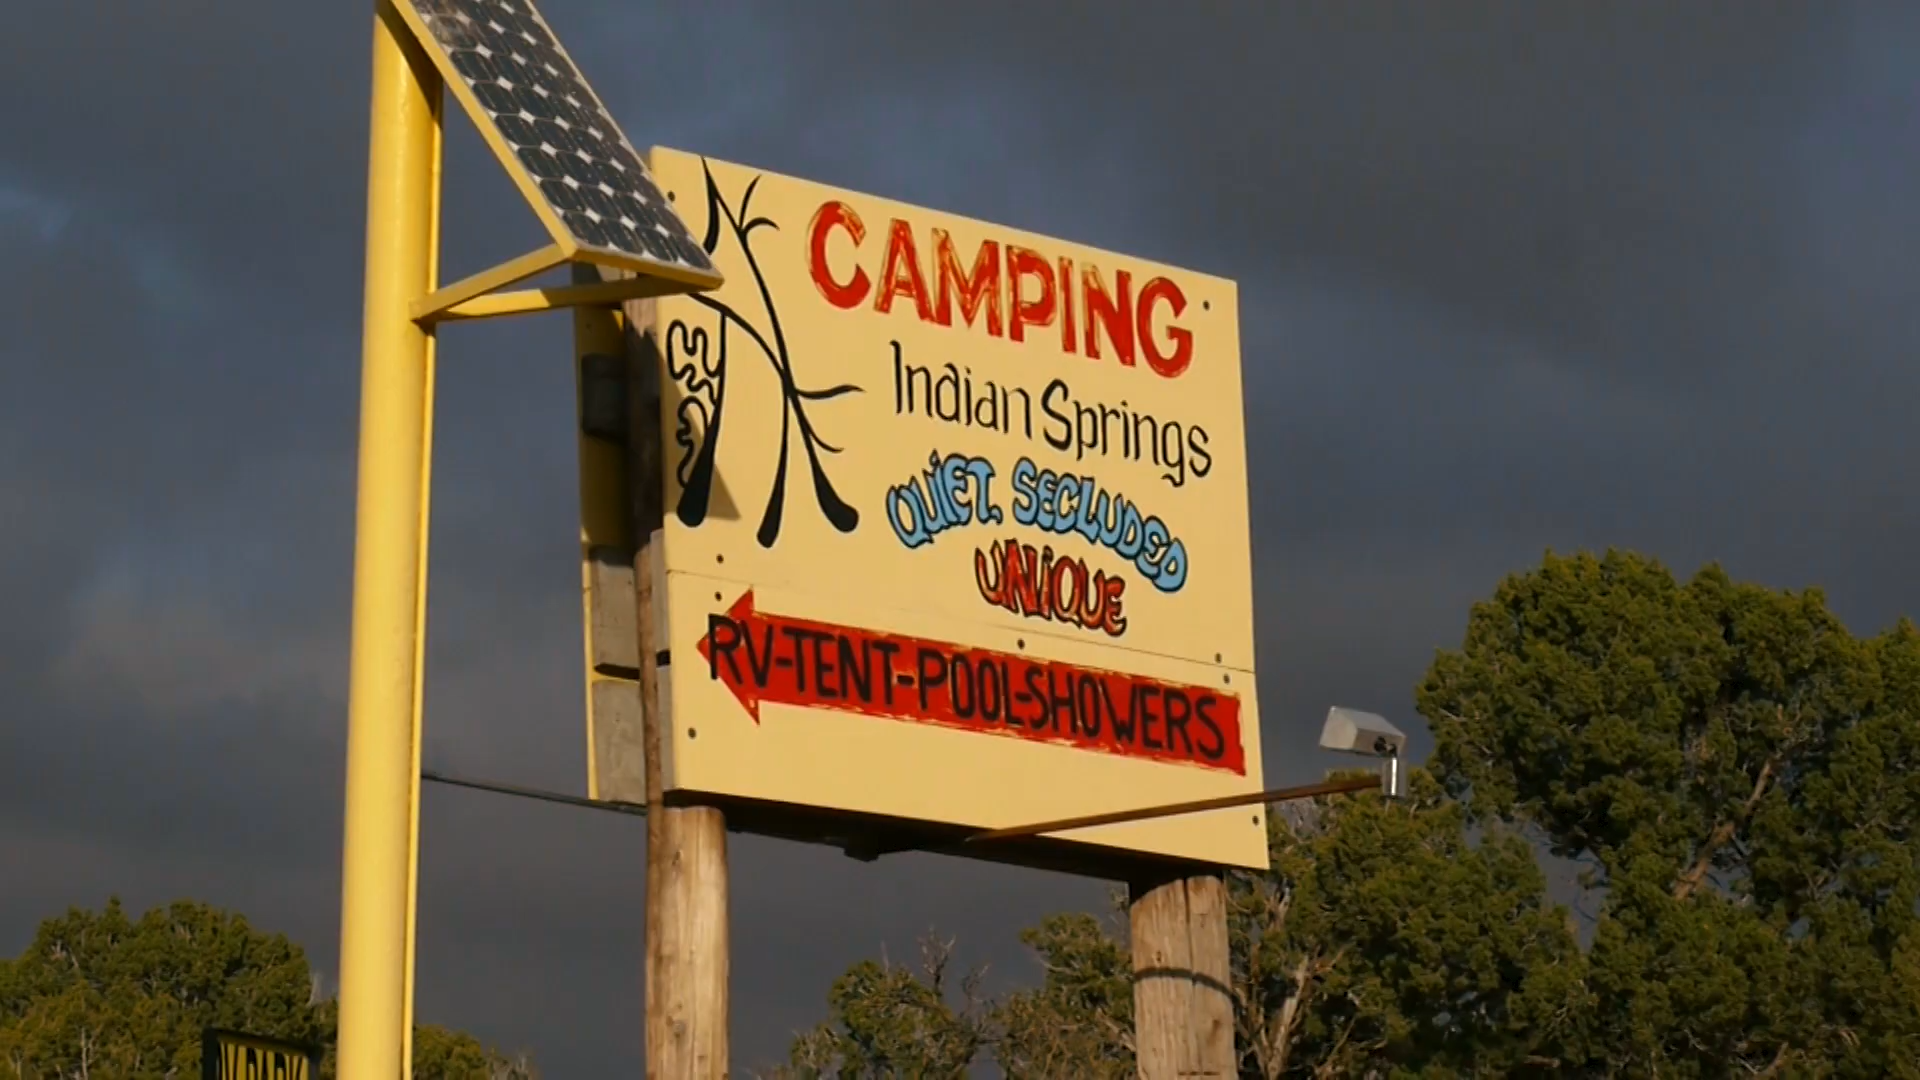 CAMPING
Indian Springs
QUIET, SECLUDED
UNIQUE
RV-TENT-POOL-SHOWERS